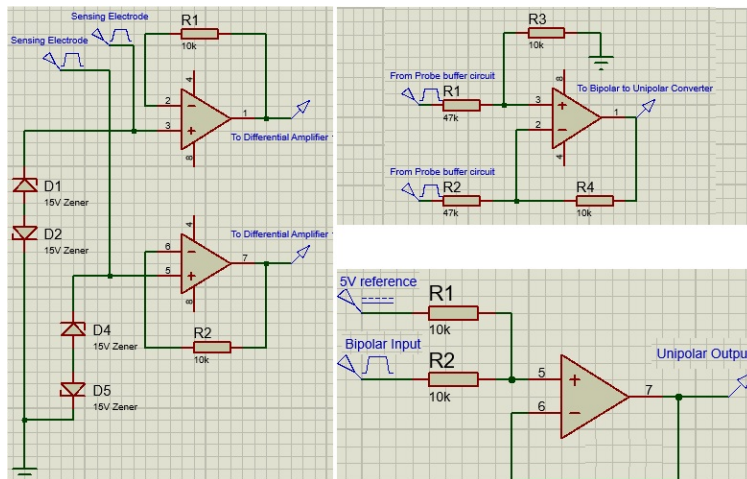 Sensing Electrode
Sensing Electrode
R1
10k
4
2
1
3
8
To Differential Amplifier
D1
15V Zener
D2
15V Zener
4
To Differential Amplifier
6
7
5
8
D4
15V Zener
R2
10k
D5
15V Zener
R3
10k
From Probe buffer circuit
R1
47k
8
To Bipolar to Unipolar Converter
3
1
2
4
From Probe buffer circuit
R2
47k
R4
10k
5V reference
R1
10k
Bipolar Input
R2
10k
Unipolar Outpu
5
7
6